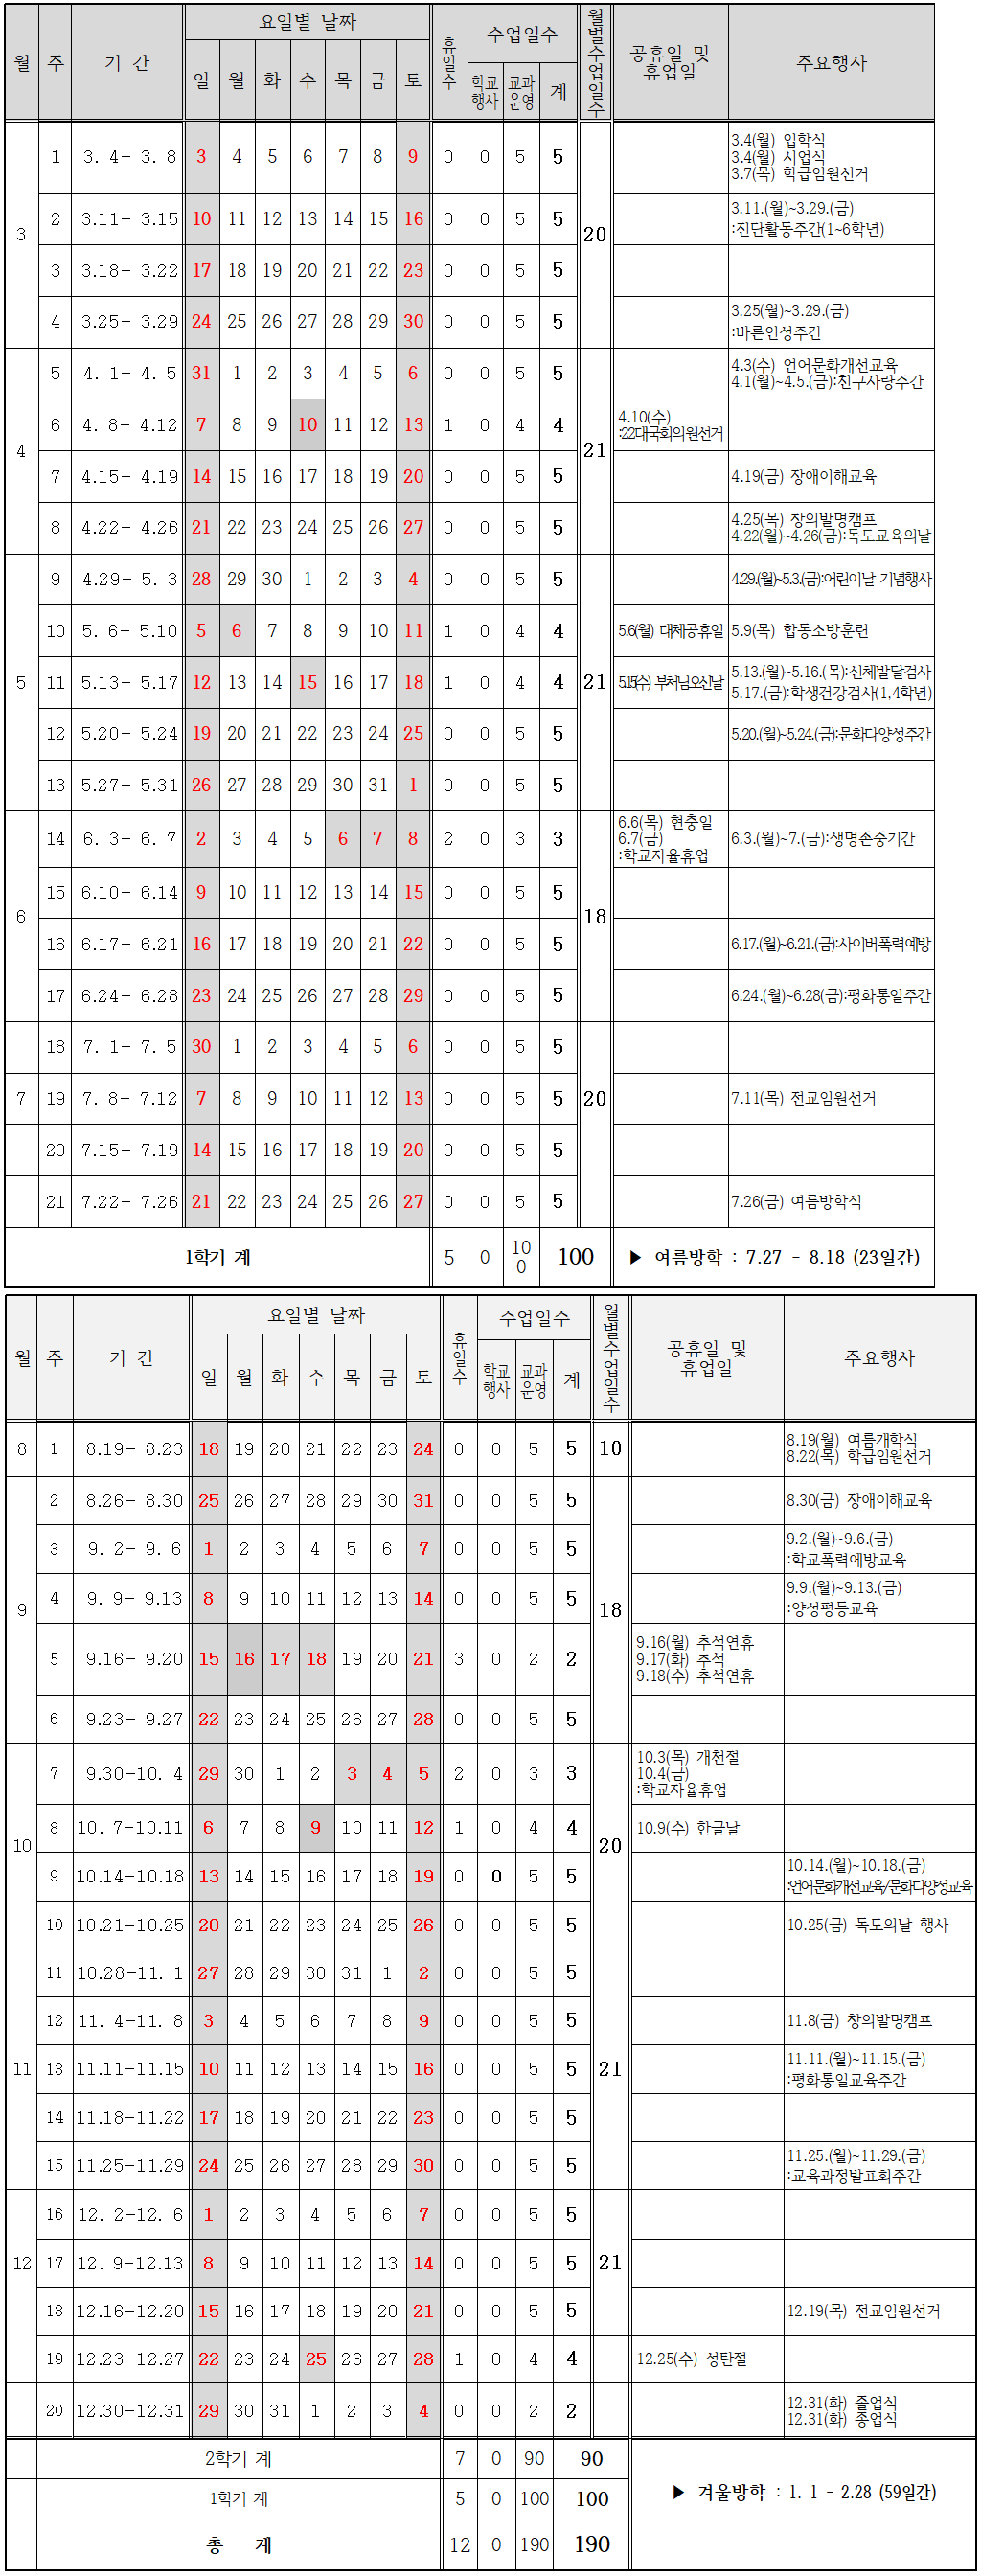 월 주 기 간 요일별 날짜 휴일수 수업일수 월별수업일수 공휴일 및 휴업일 주요행사
일 월 화 수 목 금 토 학교행사 교과운영 계
3 1 3. 4- 3. 8 3 4 5 6 7 8 9 0 0 5 5 20 3.4(월) 입학식
3.4(월) 시업식
3.7(목) 학급임원선거
2 3.11- 3.15 10 11 12 13 14 15 16 0 0 5 5 3.11.(월)~3.29.(금)
:진단활동주간(1~6학년)
3 3.18- 3.22 17 18 19 20 21 22 23 0 0 5 5
4 3.25- 3.29 24 25 26 27 28 29 30 0 0 5 5 3.25(월)~3.29.(금)
:바른인성주간
4 5 4. 1- 4. 5 31 1 2 3 4 5 6 0 0 5 5 21 4.3(수) 언어문화개선교육
4.1(월)~4.5.(금):친구사랑주간
6 4. 8- 4.12 7 8 9 10 11 12 13 1 0 4 4 4.10(수)
:22대국회의원선거
7 4.15- 4.19 14 15 16 17 18 19 20 0 0 5 5 4.19(금) 장애이해교육
8 4.22- 4.26 21 22 23 24 25 26 27 0 0 5 5 4.25(목) 창의발명캠프
4.22(월)~4.26(금):독도교육의날
5 9 4.29- 5. 3 28 29 30 1 2 3 4 0 0 5 5 21 4.29.(월)~5.3.(금):어린이날 기념행사
10 5. 6- 5.10 5 6 7 8 9 10 11 1 0 4 4 5.6(월) 대체공휴일 5.9(목) 합동소방훈련
11 5.13- 5.17 12 13 14 15 16 17 18 1 0 4 4 5.15(수) 부처님오신날 5.13.(월)~5.16.(목):신체발달검사
5.17.(금):학생건강검사(1,4학년)
12 5.20- 5.24 19 20 21 22 23 24 25 0 0 5 5 5.20.(월)~5.24.(금):문화다양성주간
13 5.27- 5.31 26 27 28 29 30 31 1 0 0 5 5
6 14 6. 3- 6. 7 2 3 4 5 6 7 8 2 0 3 3 18 6.6(목) 현충일
6.7(금)
:학교자율휴업 6.3.(월)~7.(금):생명존중기간
15 6.10- 6.14 9 10 11 12 13 14 15 0 0 5 5
16 6.17- 6.21 16 17 18 19 20 21 22 0 0 5 5 6.17.(월)~6.21.(금):사이버폭력예방
17 6.24- 6.28 23 24 25 26 27 28 29 0 0 5 5 6.24.(월)~6.28(금):평화통일주간
18 7. 1- 7. 5 30 1 2 3 4 5 6 0 0 5 5
7 19 7. 8- 7.12 7 8 9 10 11 12 13 0 0 5 5 20 7.11(목) 전교임원선거
20 7.15- 7.19 14 15 16 17 18 19 20 0 0 5 5
21 7.22- 7.26 21 22 23 24 25 26 27 0 0 5 5 7.26(금) 여름방학식
1학기 계 5 0 100 100 ▶ 여름방학 : 7.27 - 8.18 (23일간)
월 주 기 간 요일별 날짜 휴일수 수업일수 월별수업일수 공휴일 및 휴업일 주요행사
일 월 화 수 목 금 토 학교행사 교과운영 계
8 1 8.19- 8.23 18 19 20 21 22 23 24 0 0 5 5 10 8.19(월) 여름개학식
8.22(목) 학급임원선거
9 2 8.26- 8.30 25 26 27 28 29 30 31 0 0 5 5 18 8.30(금) 장애이해교육
3 9. 2- 9. 6 1 2 3 4 5 6 7 0 0 5 5 9.2.(월)~9.6.(금)
:학교폭력에방교육
4 9. 9- 9.13 8 9 10 11 12 13 14 0 0 5 5 9.9.(월)~9.13.(금)
:양성평등교육
5 9.16- 9.20 15 16 17 18 19 20 21 3 0 2 2 9.16(월) 추석연휴
9.17(화) 추석
9.18(수) 추석연휴
6 9.23- 9.27 22 23 24 25 26 27 28 0 0 5 5
10 7 9.30-10. 4 29 30 1 2 3 4 5 2 0 3 3 20 10.3(목) 개천절
10.4(금)
:학교자율휴업
8 10. 7-10.11 6 7 8 9 10 11 12 1 0 4 4 10.9(수) 한글날
9 10.14-10.18 13 14 15 16 17 18 19 0 0 5 5 10.14.(월)~10.18.(금)
:언어문화개선교육/문화다양성교육
10 10.21-10.25 20 21 22 23 24 25 26 0 0 5 5 10.25(금) 독도의날 행사
11 11 10.28-11. 1 27 28 29 30 31 1 2 0 0 5 5 21
12 11. 4-11. 8 3 4 5 6 7 8 9 0 0 5 5 11.8(금) 창의발명캠프
13 11.11-11.15 10 11 12 13 14 15 16 0 0 5 5 11.11.(월)~11.15.(금)
:평화통일교육주간
14 11.18-11.22 17 18 19 20 21 22 23 0 0 5 5
15 11.25-11.29 24 25 26 27 28 29 30 0 0 5 5 11.25.(월)~11.29.(금)
:교육과정발표회주간
12 16 12. 2-12. 6 1 2 3 4 5 6 7 0 0 5 5 21
17 12. 9-12.13 8 9 10 11 12 13 14 0 0 5 5
18 12.16-12.20 15 16 17 18 19 20 21 0 0 5 5 12.19(목) 전교임원선거
19 12.23-12.27 22 23 24 25 26 27 28 1 0 4 4 12.25(수) 성탄절
20 12.30-12.31 29 30 31 1 2 3 4 0 0 2 2 12.31(화) 졸업식
12.31(화) 종업식
2학기 계 7 0 90 90 ▶ 겨울방학 : 1. 1 - 2.28 (59일간)
1학기 계 5 0 100 100
총 계 12 0 190 190